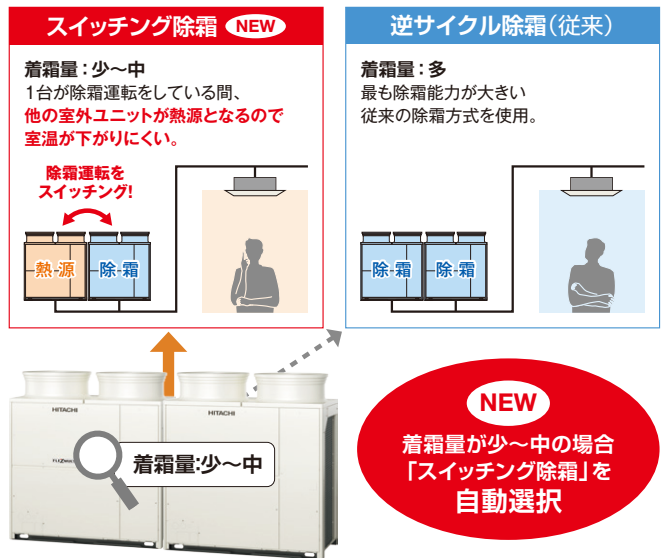 スイッチング除霜 NEW
着霜量：少～中
1台が除霜運転をしている間、
他の室外ユニットが熱源となるので
室温が下がりにくい。
除霜運転を
スイッチング!
熱源
除霜
逆サイクル除霜(従来)
着霜量：多
最も除霜能力が大きい
従来の除霜方式を使用。
除霜
除霜
HITACHI
HITACHI
着霜量:少～中
NEW
着霜量が少～中の場合
「スイッチング除霜」を
自動選択